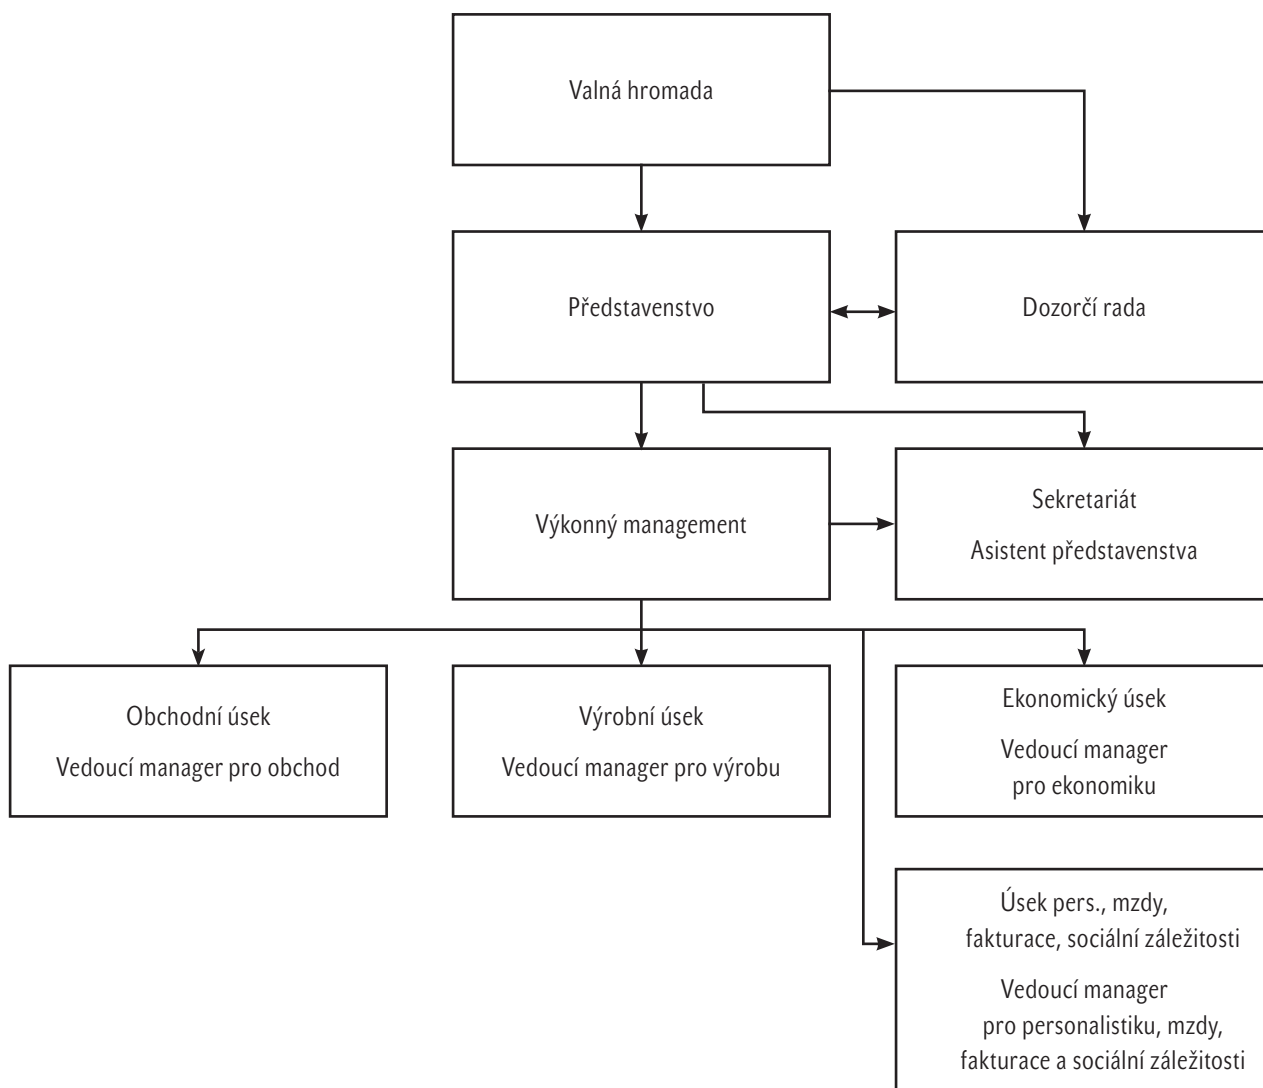 Valná hromada
Představenstvo
Dozorčí rada
Výkonný management
Sekretariát
Asistent představenstva
Obchodní úsek
Vedoucí manager pro obchod
Výrobní úsek
Vedoucí manager pro výrobu
Ekonomický úsek
Vedoucí manager
pro ekonomiku
Úsek pers., mzdy,
fakturace, sociální záležitosti
Vedoucí manager
pro personalistiku, mzdy,
fakturace a sociální záležitosti